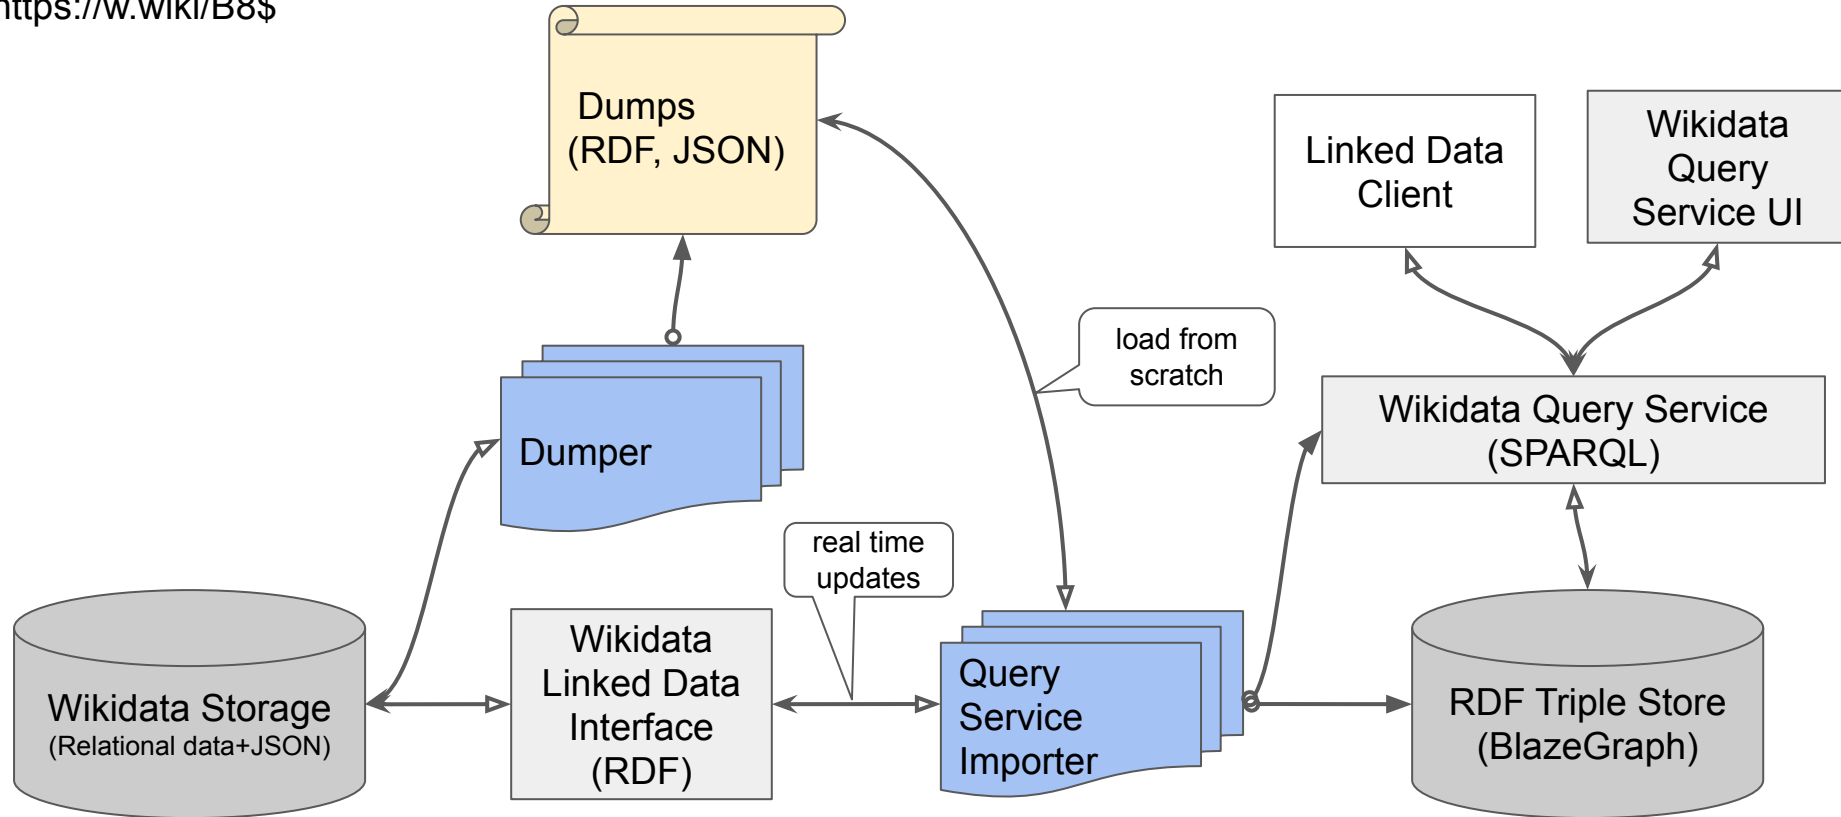 https://w.wiki/B8$
Dumps
(RDF, JSON)
Linked Data
Client
Wikidata
Query
Service UI
load from
scratch
Wikidata Query Service
(SPARQL)
Dumper
real time
updates
Wikidata Storage
(Relational data+JSON)
Wikidata
Linked Data
Interface
(RDF)
Query
Service
Importer
RDF Triple Store
(BlazeGraph)